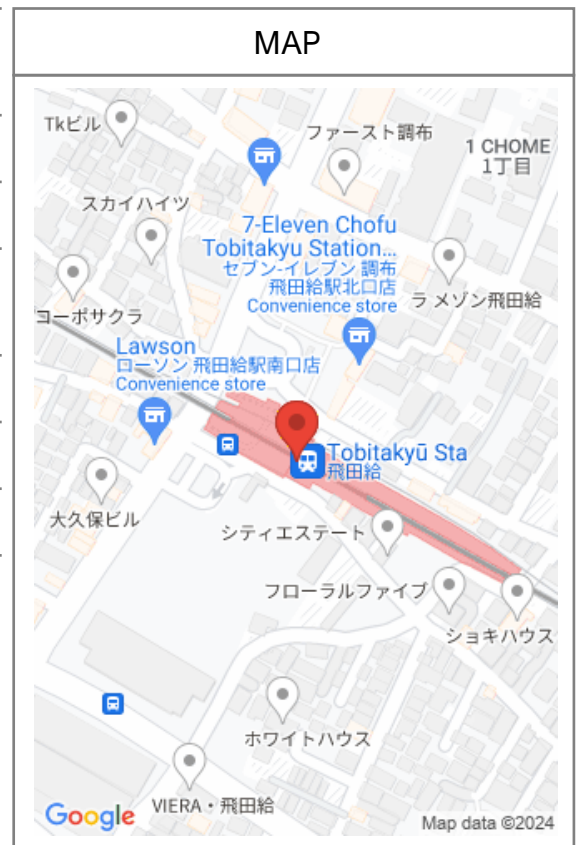 MAP
Tkビル
ファースト調布
1 CHOME
1丁目
スカイハイツ
7-Eleven Chofu
Tobitakyu Station...
セブン-イレブン 調布
飛田給駅北口店
Convenience store
ラ メゾン飛田給
コーポサクラ
Lawson
ローソン 飛田給駅南口店
Convenience store
Tobitakyū Sta
飛田給
大久保ビル
シティエステート
フローラルファイブ
ショキハウス
ホワイトハウス
VIERA・飛田給
Google
Map data ©2024